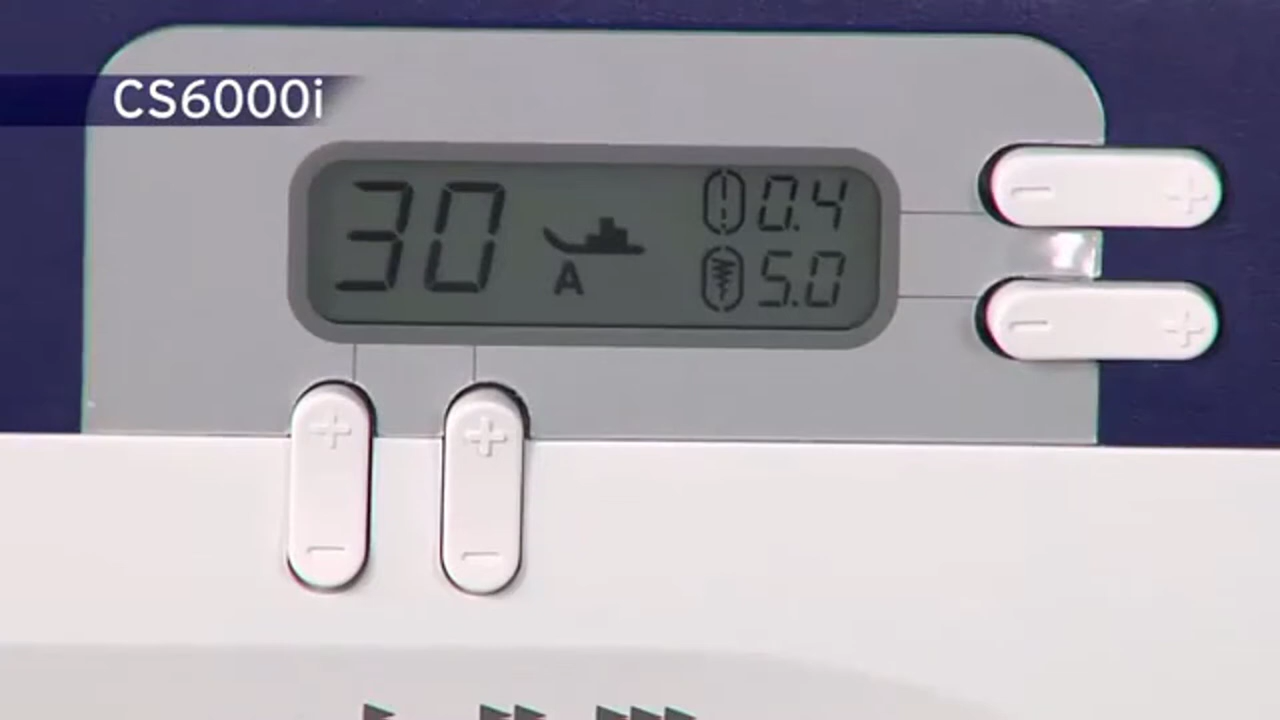 CS6000i
30 A 0.4
5.0
- +
- +
+ +
- -